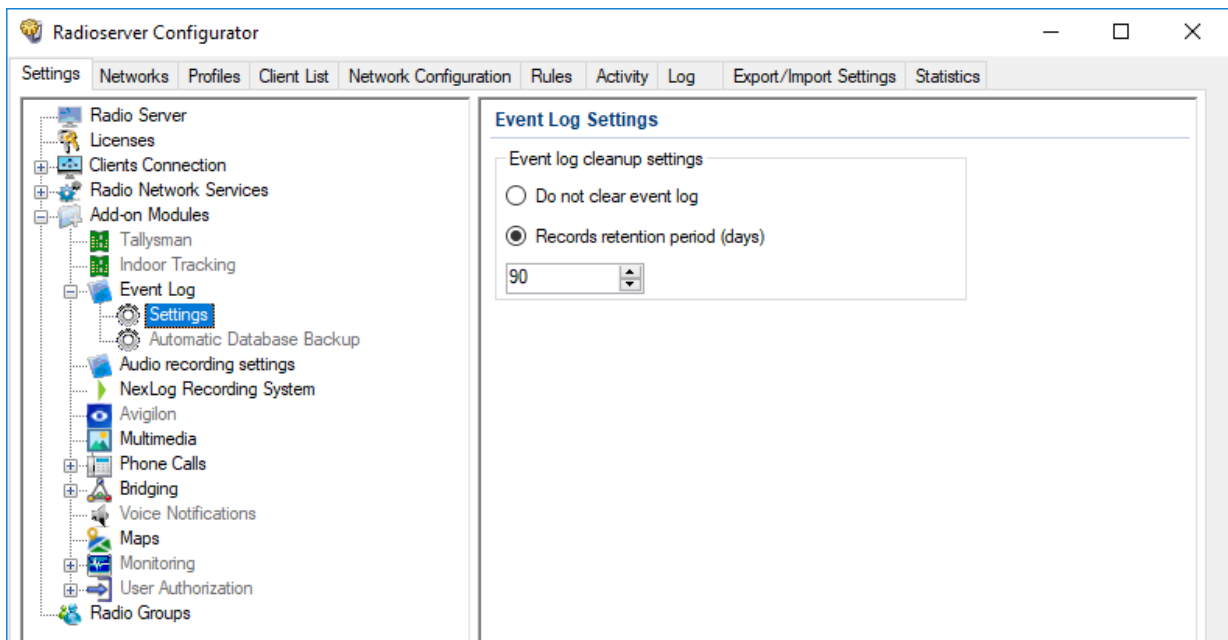 Radioserver Configurator
Settings Networks Profiles Client List Network Configuration Rules Activity Log Export/Import Settings Statistics
Radio Server
Licenses
Clients Connection
Radio Network Services
Add-on Modules
Tallysman
Indoor Tracking
Event Log
Settings
Automatic Database Backup
Audio recording settings
NexLog Recording System
Avigilon
Multimedia
Phone Calls
Bridging
Voice Notifications
Maps
Monitoring
User Authorization
Radio Groups
Event Log Settings
Event log cleanup settings
Do not clear event log
Records retention period (days)
90